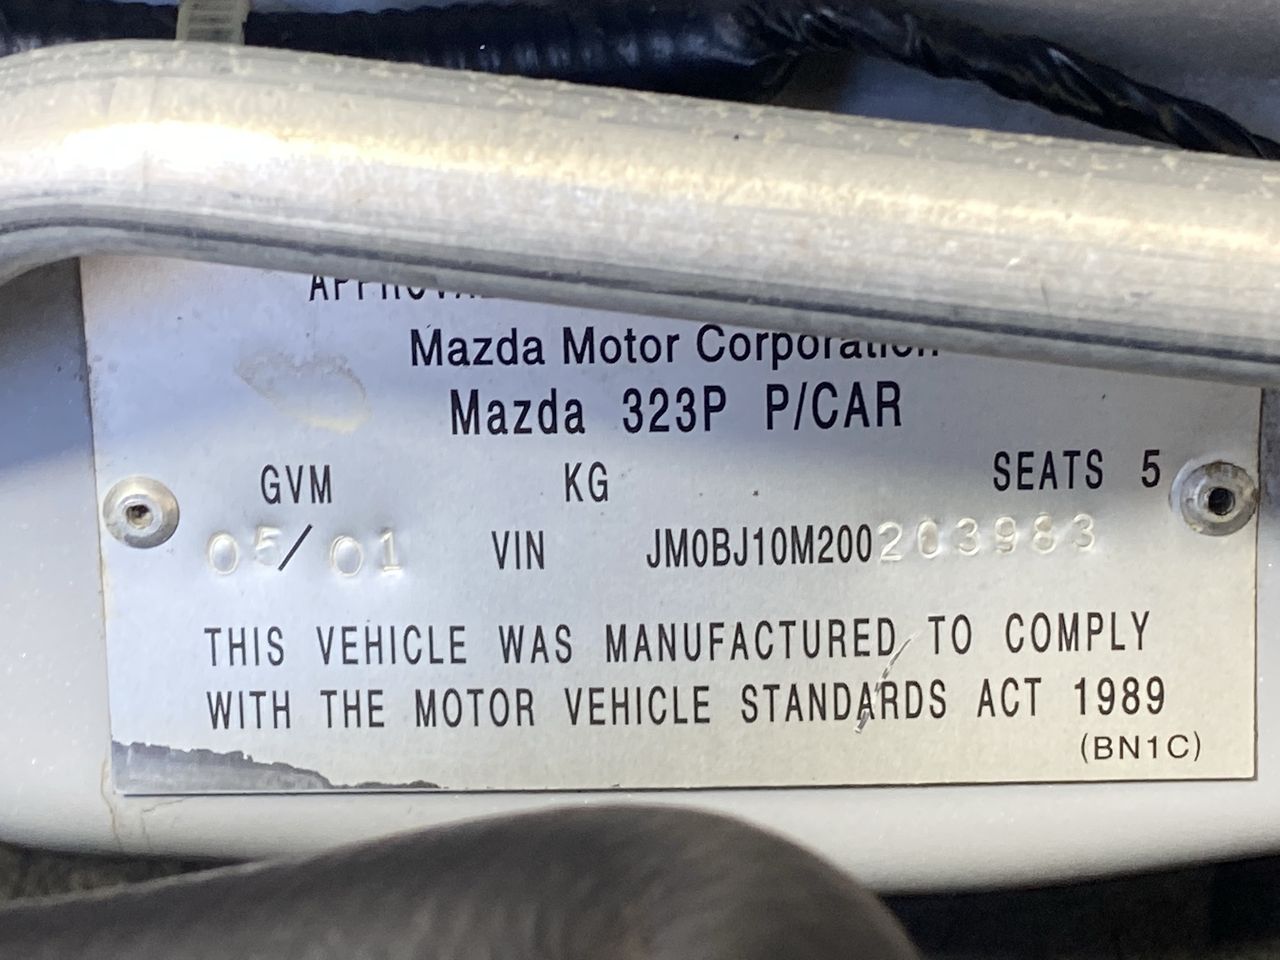 APPROVAL
Mazda Motor Corporation
Mazda 323P P/CAR
GVM KG SEATS 5
05/01 VIN JM0BJ10M200203983
THIS VEHICLE WAS MANUFACTURED TO COMPLY
WITH THE MOTOR VEHICLE STANDARDS ACT 1989
(BN1C)